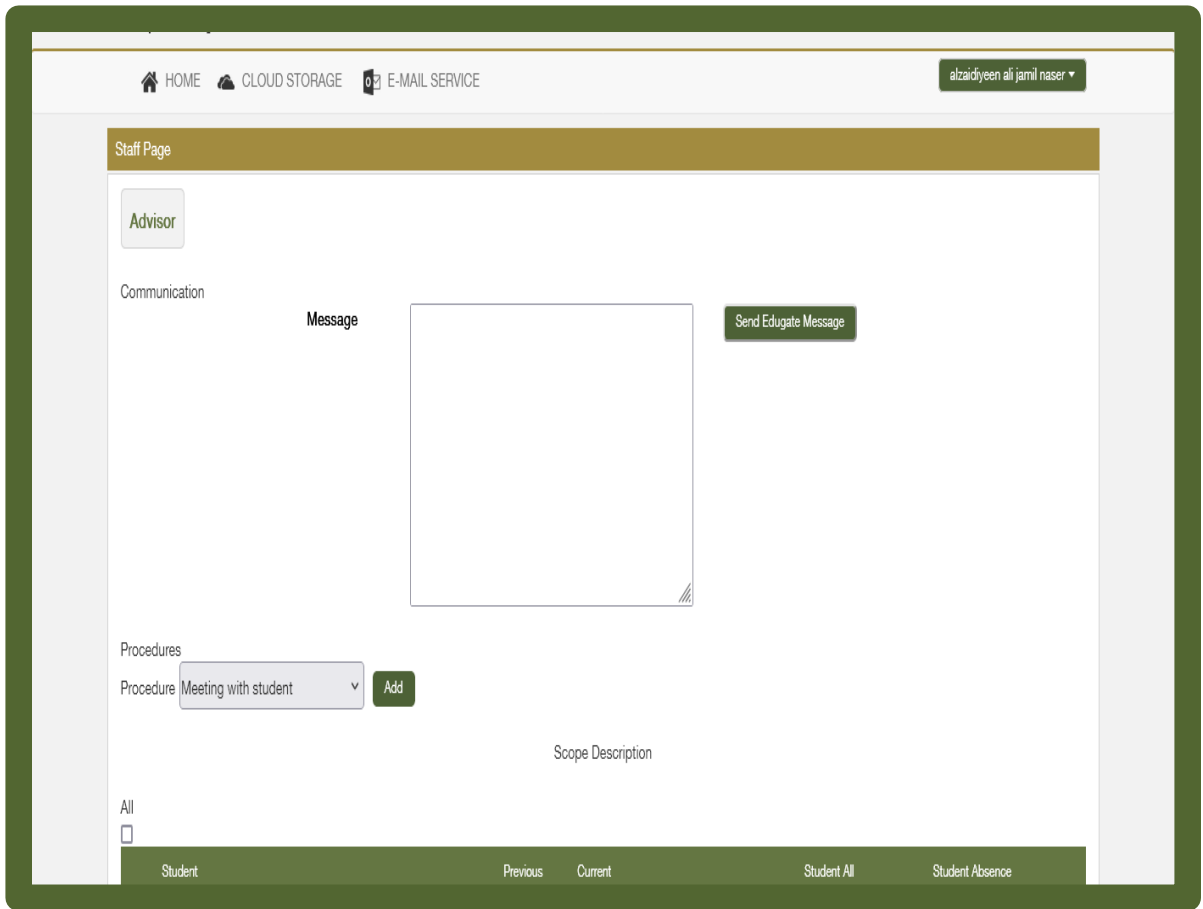 HOME CLOUD STORAGE E-MAIL SERVICE alzaidiyeen ali jamil naser
Staff Page
Advisor
Communication
Message Send Edugate Message
Procedures
Procedure Meeting with student Add
Scope Description
All
Student Previous Current Student All Student Absence